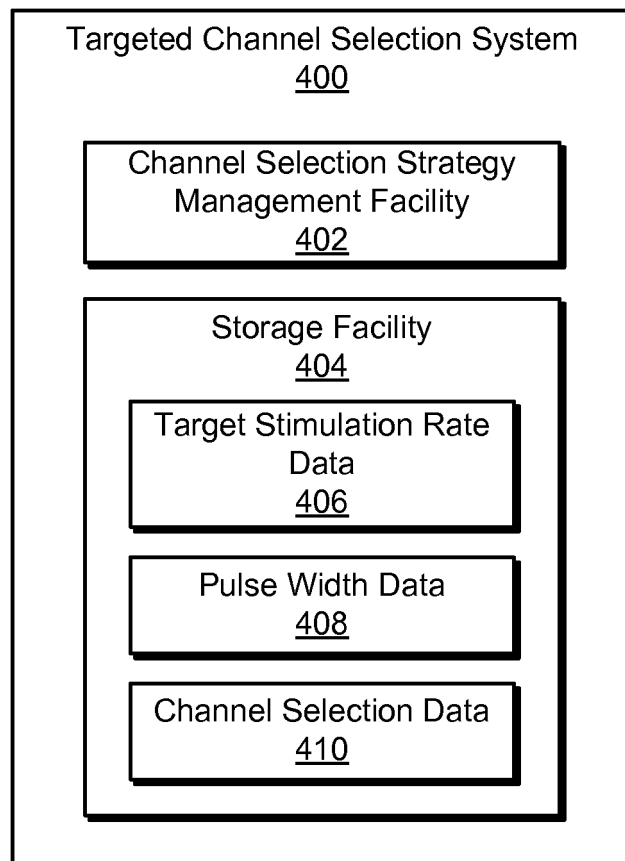 Targeted Channel Selection System
400
Channel Selection Strategy
Management Facility
402
Storage Facility
404
Target Stimulation Rate
Data
406
Pulse Width Data
408
Channel Selection Data
410